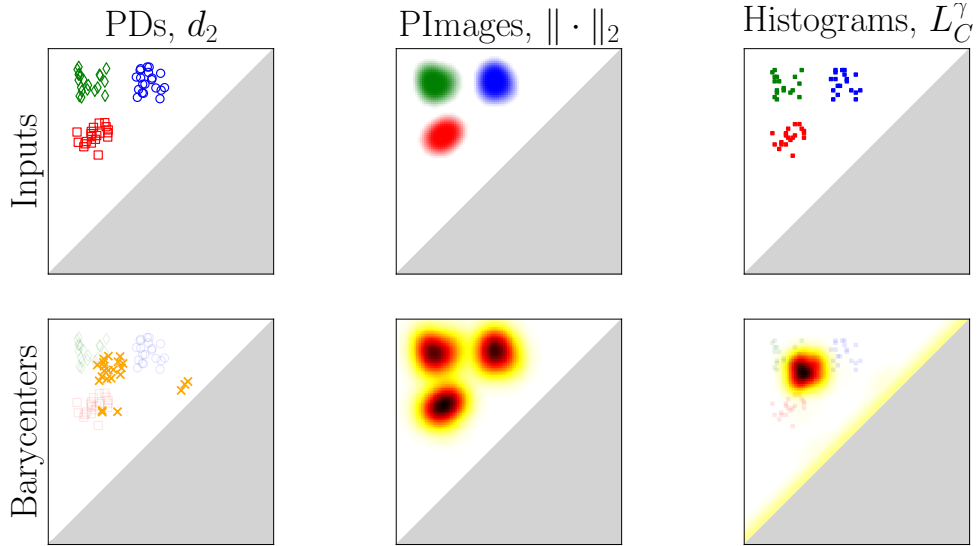 PDs, $d_2$
PImages, $\| \cdot \|_2$
Histograms, $L_C^\gamma$
Inputs
Barycenters